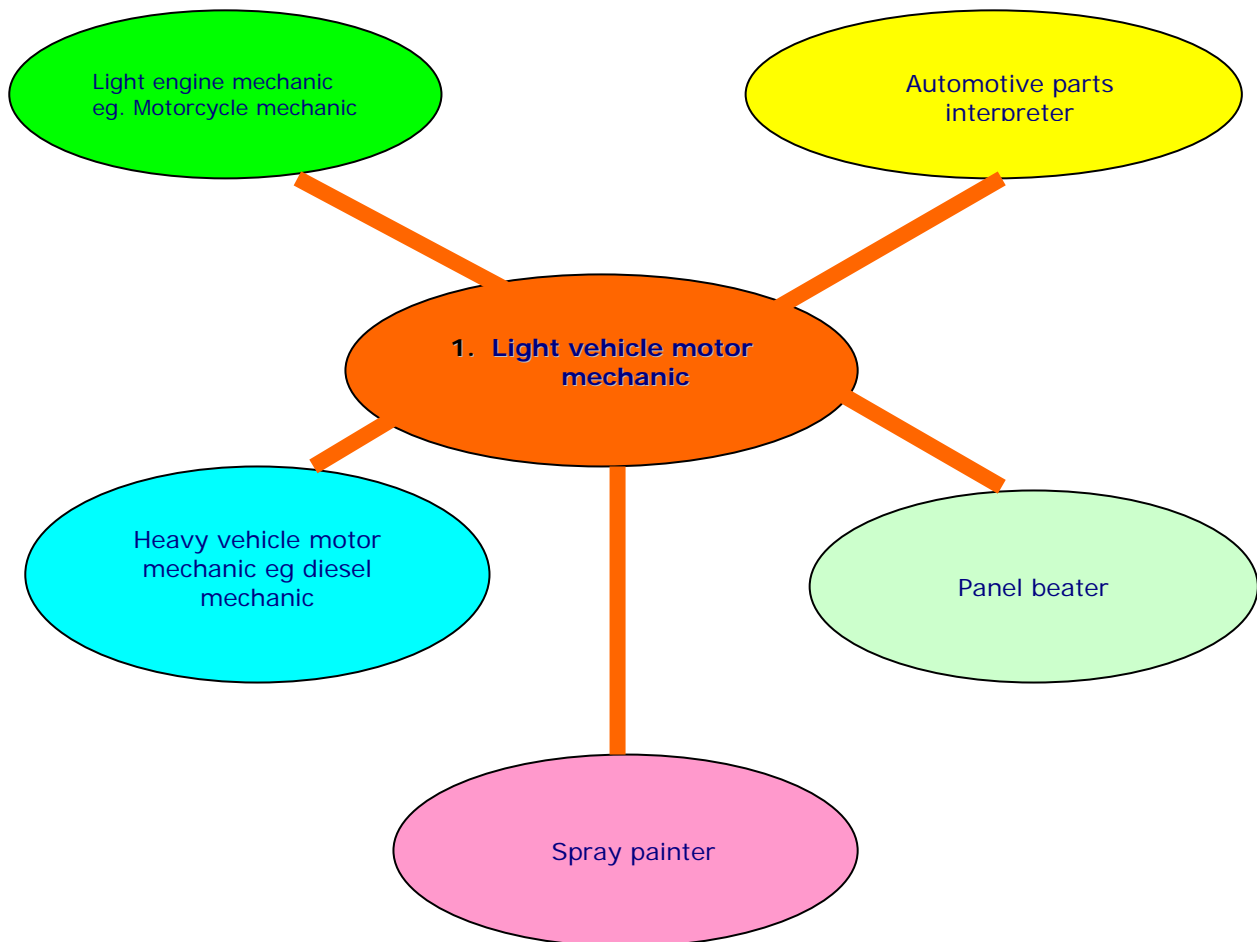 Light engine mechanic
eg. Motorcycle mechanic
Automotive parts
interpreter
1. Light vehicle motor
mechanic
Heavy vehicle motor
mechanic eg diesel
mechanic
Panel beater
Spray painter